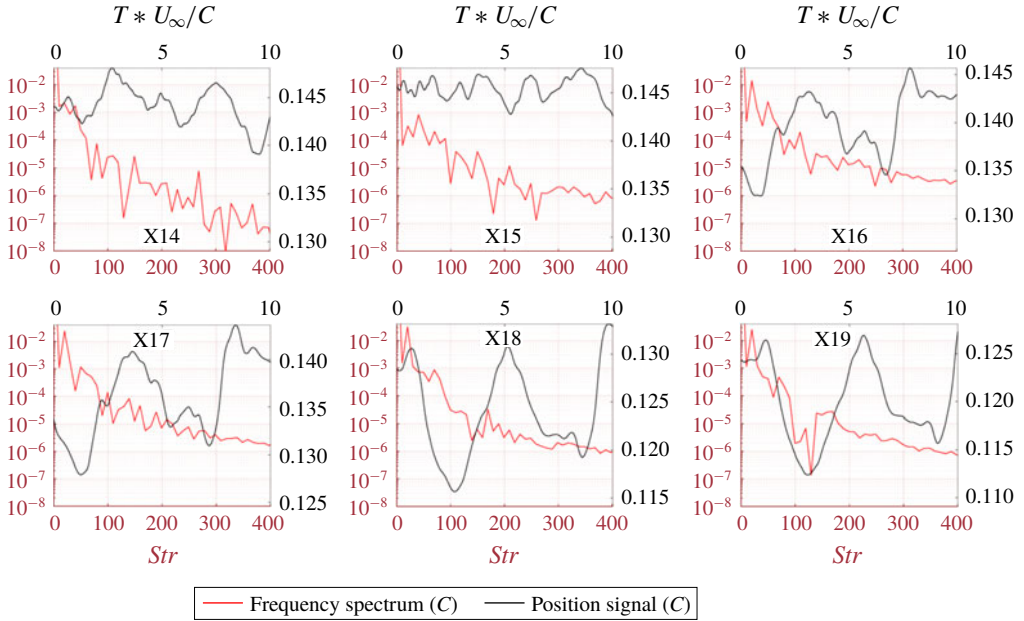 T * U∞/C T * U∞/C T * U∞/C
0 5 10 0 5 10 0 5 10
10⁻² 10⁻² 10⁻² 0.145
10⁻³ 0.145 10⁻³ 0.145 10⁻³
10⁻⁴ 0.140 10⁻⁴ 0.140 10⁻⁴ 0.140
10⁻⁵ 10⁻⁵ 10⁻⁵ 0.135
10⁻⁶ 0.135 10⁻⁶ 0.135 10⁻⁶
10⁻⁷ X14 0.130 10⁻⁷ X15 0.130 10⁻⁷ X16 0.130
10⁻⁸ 10⁻⁸ 10⁻⁸
0 100 200 300 400 0 100 200 300 400 0 100 200 300 400
0 5 10 0 5 10 0 5 10
10⁻² X17 10⁻² X18 10⁻² X19
10⁻³ 0.140 10⁻³ 0.130 10⁻³ 0.125
10⁻⁴ 10⁻⁴ 10⁻⁴
10⁻⁵ 0.135 10⁻⁵ 0.125 10⁻⁵ 0.120
10⁻⁶ 0.130 10⁻⁶ 0.120 10⁻⁶ 0.115
10⁻⁷ 10⁻⁷ 10⁻⁷
10⁻⁸ 0.125 10⁻⁸ 0.115 10⁻⁸ 0.110
0 100 200 300 400 0 100 200 300 400 0 100 200 300 400
Str Str Str
Frequency spectrum (C) Position signal (C)